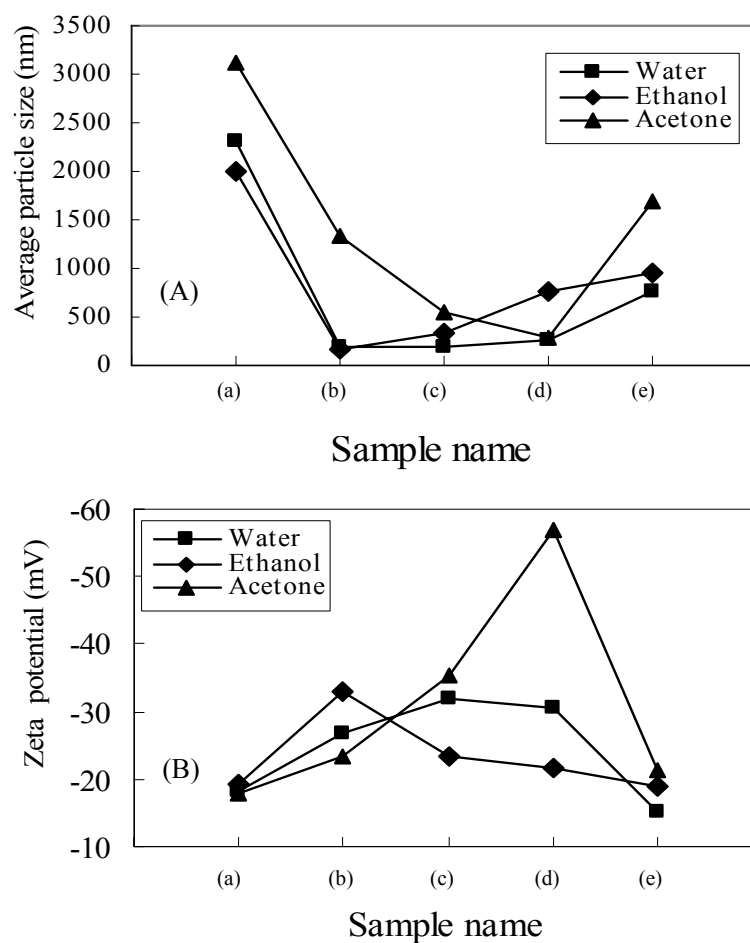 3500
3000
2500
2000
1500
1000
500
0
Average particle size (nm)
Water
Ethanol
Acetone
(A)
(a) (b) (c) (d) (e)
Sample name
-60
-50
-40
-30
-20
-10
Zeta potential (mV)
Water
Ethanol
Acetone
(B)
(a) (b) (c) (d) (e)
Sample name